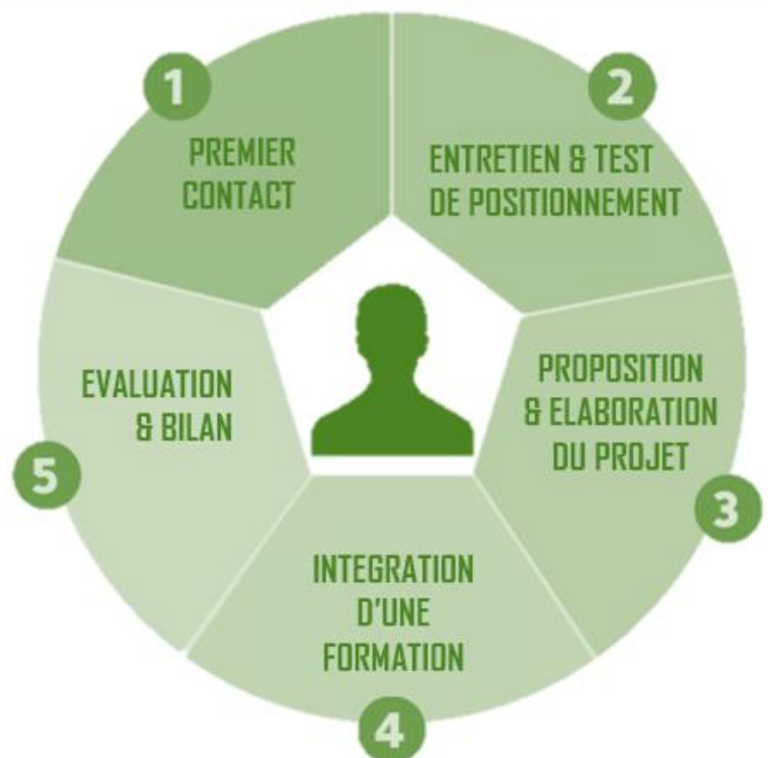 1
PREMIER
CONTACT
2
ENTRETIEN & TEST
DE POSITIONNEMENT
PROPOSITION
& ELABORATION
DU PROJET
3
INTEGRATION
D'UNE
FORMATION
4
EVALUATION
& BILAN
5